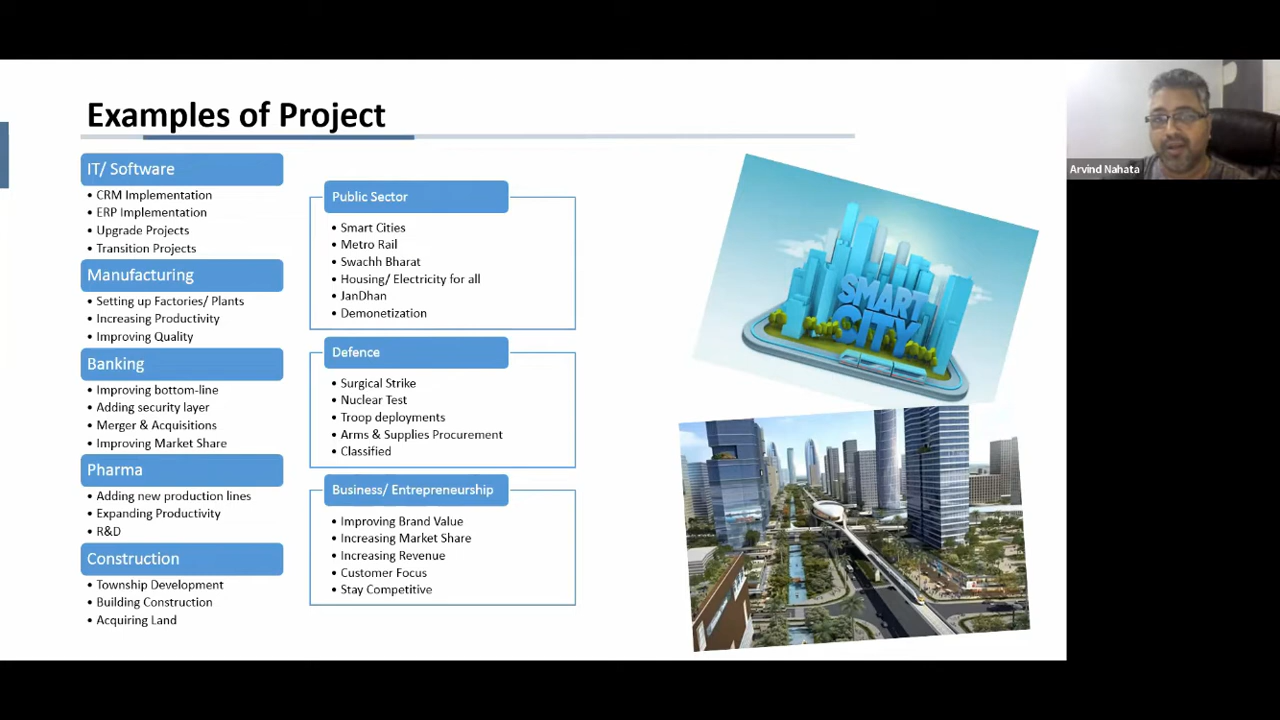 Examples of Project
IT/ Software
• CRM Implementation
• ERP Implementation
• Upgrade Projects
• Transition Projects
Manufacturing
• Setting up Factories/ Plants
• Increasing Productivity
• Improving Quality
Banking
• Improving bottom-line
• Adding security layer
• Merger & Acquisitions
• Improving Market Share
Pharma
• Adding new production lines
• Expanding Productivity
• R&D
Construction
• Township Development
• Building Construction
• Acquiring Land
Public Sector
• Smart Cities
• Metro Rail
• Swachh Bharat
• Housing/ Electricity for all
• JanDhan
• Demonetization
Defence
• Surgical Strike
• Nuclear Test
• Troop deployments
• Arms & Supplies Procurement
• Classified
Business/ Entrepreneurship
• Improving Brand Value
• Increasing Market Share
• Increasing Revenue
• Customer Focus
• Stay Competitive
SMART
CITY
Arvind Nahata